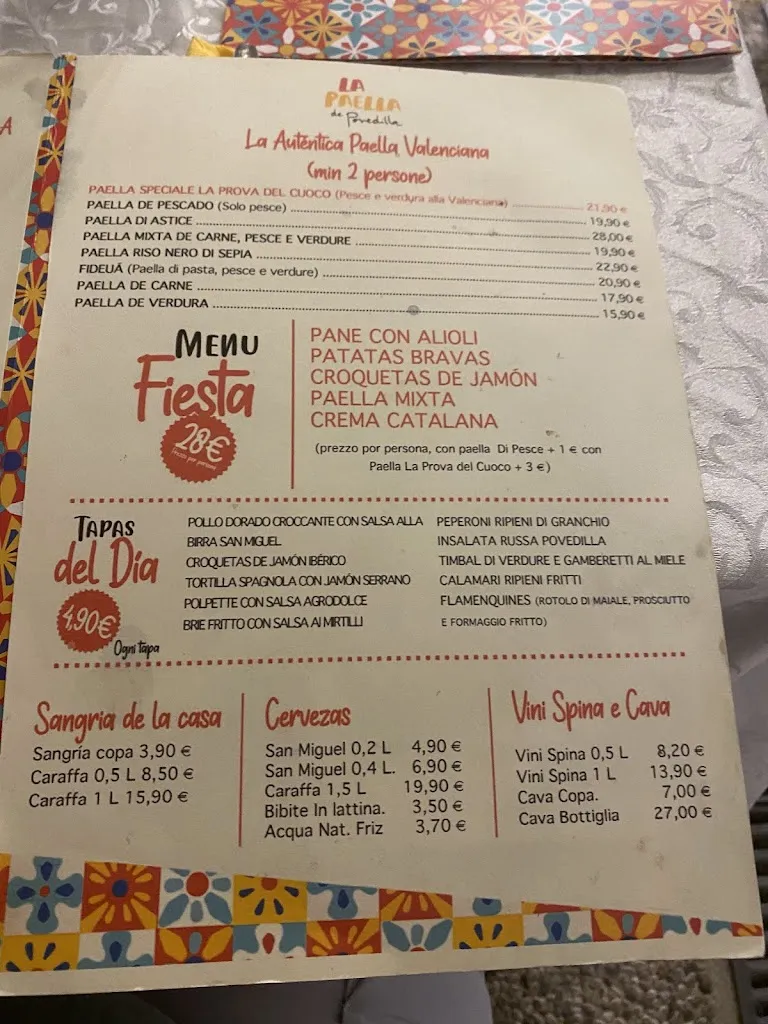 A
LA
PAELLA
de Povedilla
La Auténtica Paella Valenciana
(min 2 persone)
PAELLA SPECIALE LA PROVA DEL CUOCO (Pesce e verdura alla Valenciana) 21,90 €
PAELLA DE PESCADO (Solo pesce) 19,90 €
PAELLA DI ASTICE 28,00 €
PAELLA MIXTA DE CARNE, PESCE E VERDURE 19,90 €
PAELLA RISO NERO DI SEPIA 22,90 €
FIDEUÁ (Paella di pasta, pesce e verdure) 20,90 €
PAELLA DE CARNE 17,90 €
PAELLA DE VERDURA 15,90 €
MENU
Fiesta
28€
prezzo per persona
PANE CON ALIOLI
PATATAS BRAVAS
CROQUETAS DE JAMÓN
PAELLA MIXTA
CREMA CATALANA
(prezzo por persona, con paella Di Pesce + 1 € con
Paella La Prova del Cuoco + 3 €)
TAPAS
del Día
4,90€
Ogni tapa
POLLO DORADO CROCCANTE CON SALSA ALLA
BIRRA SAN MIGUEL
CROQUETAS DE JAMÓN IBÉRICO
TORTILLA SPAGNOLA CON JAMÓN SERRANO
POLPETTE CON SALSA AGRODOLCE
BRIE FRITTO CON SALSA AI MIRTILLI
PEPERONI RIPIENI DI GRANCHIO
INSALATA RUSSA POVEDILLA
TIMBAL DI VERDURE E GAMBERETTI AL MIELE
CALAMARI RIPIENI FRITTI
FLAMENQUINES (ROTOLO DI MAIALE, PROSCIUTTO
E FORMAGGIO FRITTO)
Sangria de la casa
Sangría copa 3,90 €
Caraffa 0,5 L 8,50 €
Caraffa 1 L 15,90 €
Cervezas
San Miguel 0,2 L 4,90 €
San Miguel 0,4 L. 6,90 €
Caraffa 1,5 L 19,90 €
Bibite In lattina. 3,50 €
Acqua Nat. Friz 3,70 €
Vini Spina e Cava
Vini Spina 0,5 L 8,20 €
Vini Spina 1 L 13,90 €
Cava Copa. 7,00 €
Cava Bottiglia 27,00 €